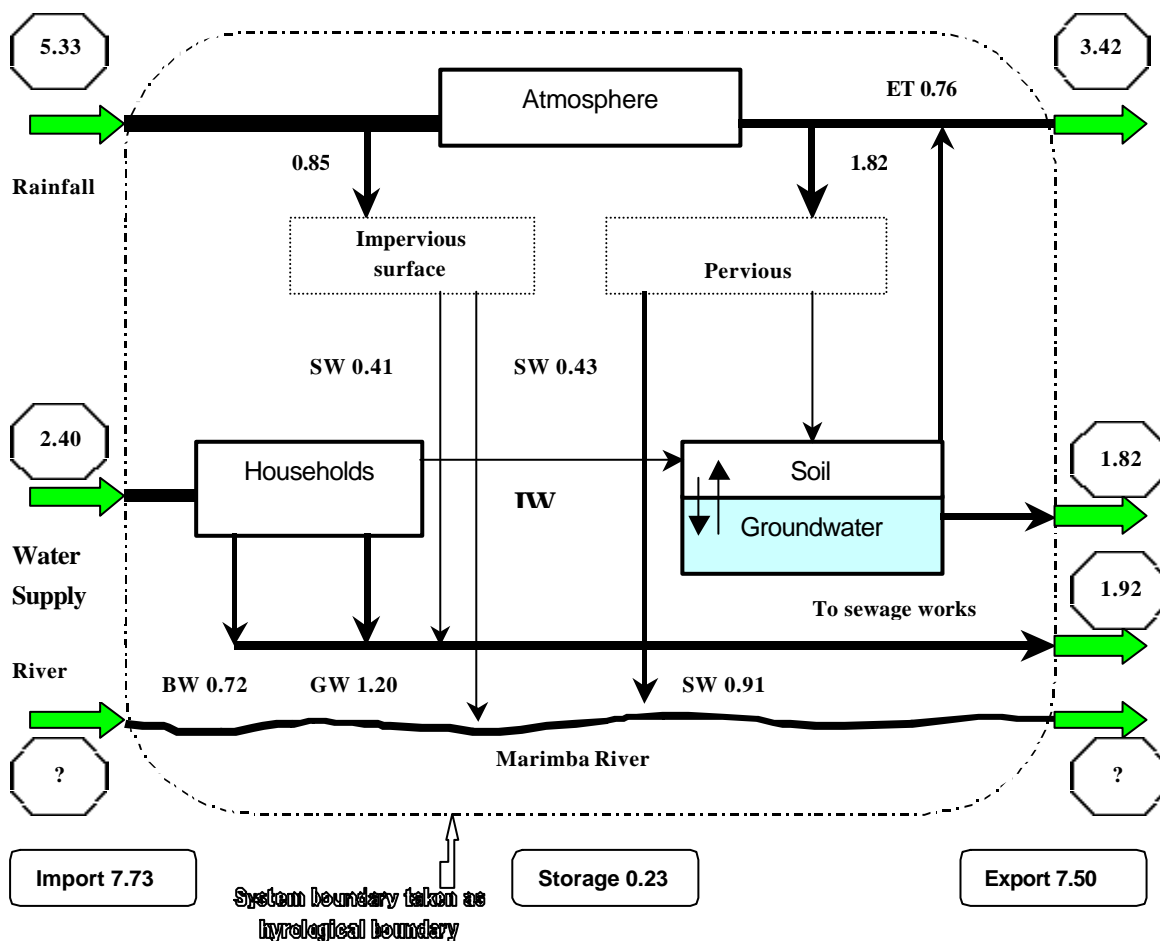 5.33
3.42
Atmosphere
ET 0.76
0.85
1.82
Rainfall
Impervious
surface
Pervious
SW 0.41
SW 0.43
2.40
Households
Soil
1.82
IW
Groundwater
Water
Supply
1.92
To sewage works
River
BW 0.72
GW 1.20
SW 0.91
?
Marimba River
?
Import 7.73
Storage 0.23
Export 7.50
System boundary taken as
hyrological boundary